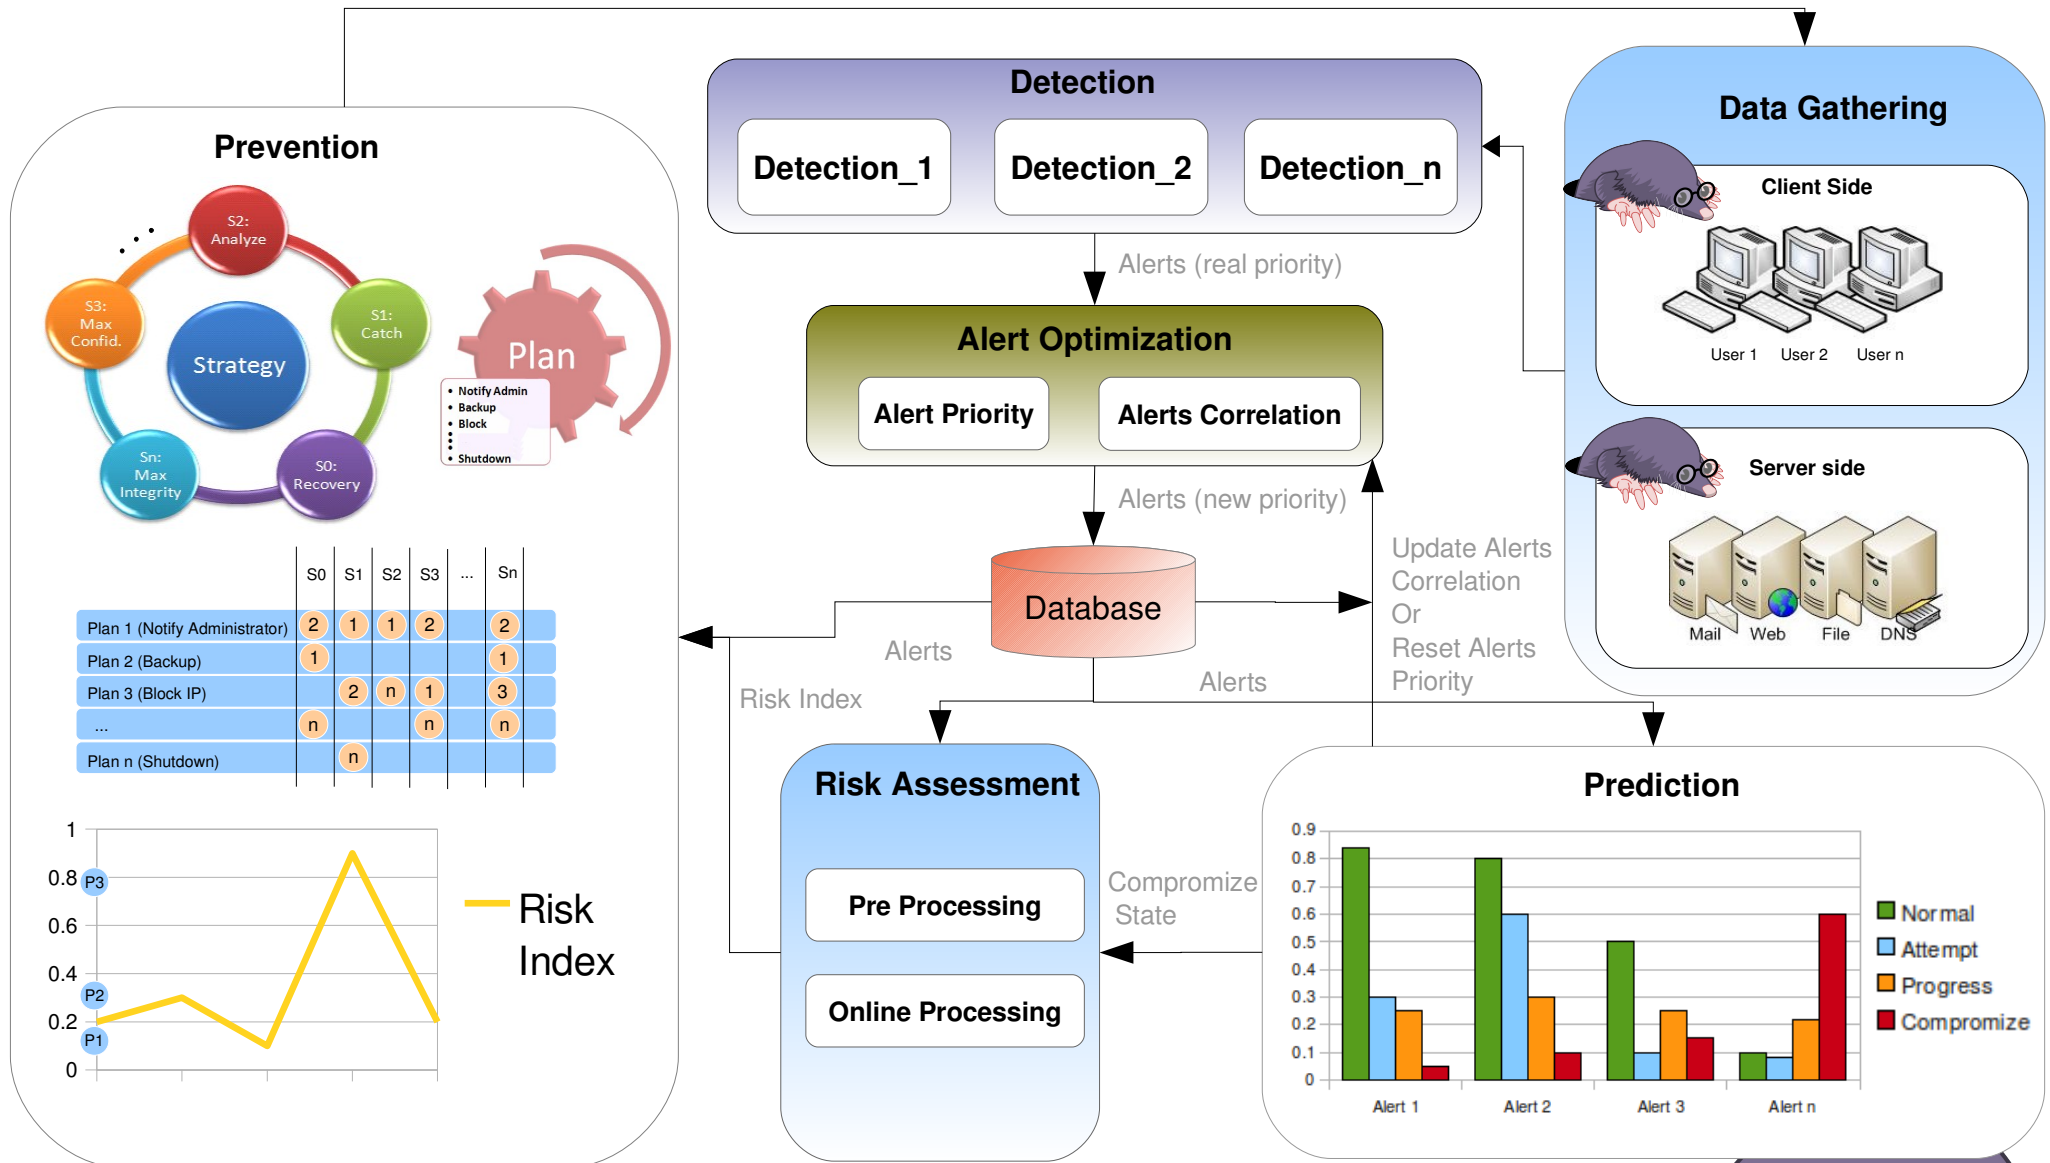 Prevention
S2:
Analyze
S3:
Max
Confid.
S1:
Catch
Strategy
Sn:
Max
Integrity
S0:
Recovery
Plan
• Notify Admin
• Backup
• Block
• Shutdown
S0 S1 S2 S3 ... Sn
Plan 1 (Notify Administrator) 2 1 1 2 2
Plan 2 (Backup) 1 1
Plan 3 (Block IP) 2 n 1 3
... n n n
Plan n (Shutdown) n
1
0.8
P3
0.6
0.4
P2
0.2
P1
0
Risk
Index
Detection
Detection_1 Detection_2 Detection_n
Alerts (real priority)
Alert Optimization
Alert Priority Alerts Correlation
Alerts (new priority)
Database
Alerts
Risk Index
Alerts
Update Alerts
Correlation
Or
Reset Alerts
Priority
Data Gathering
Client Side
User 1 User 2 User n
Server side
Mail Web File DNS
Risk Assessment
Pre Processing
Online Processing
Compromize
State
Prediction
0.9
0.8
0.7
0.6
0.5
0.4
0.3
0.2
0.1
0
Alert 1 Alert 2 Alert 3 Alert n
Normal
Attempt
Progress
Compromize